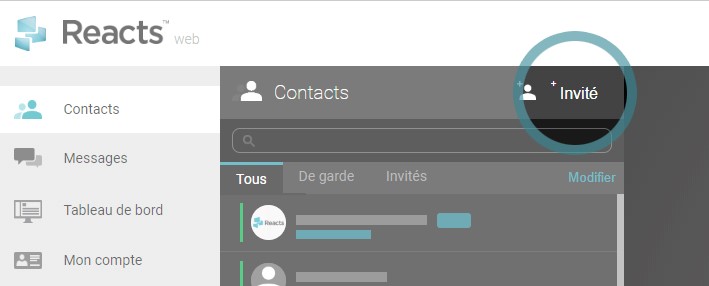 Reacts™ web
Contacts
Messages
Tableau de bord
Mon compte
Contacts
+ Invité
Tous De garde Invités Modifier
Reacts